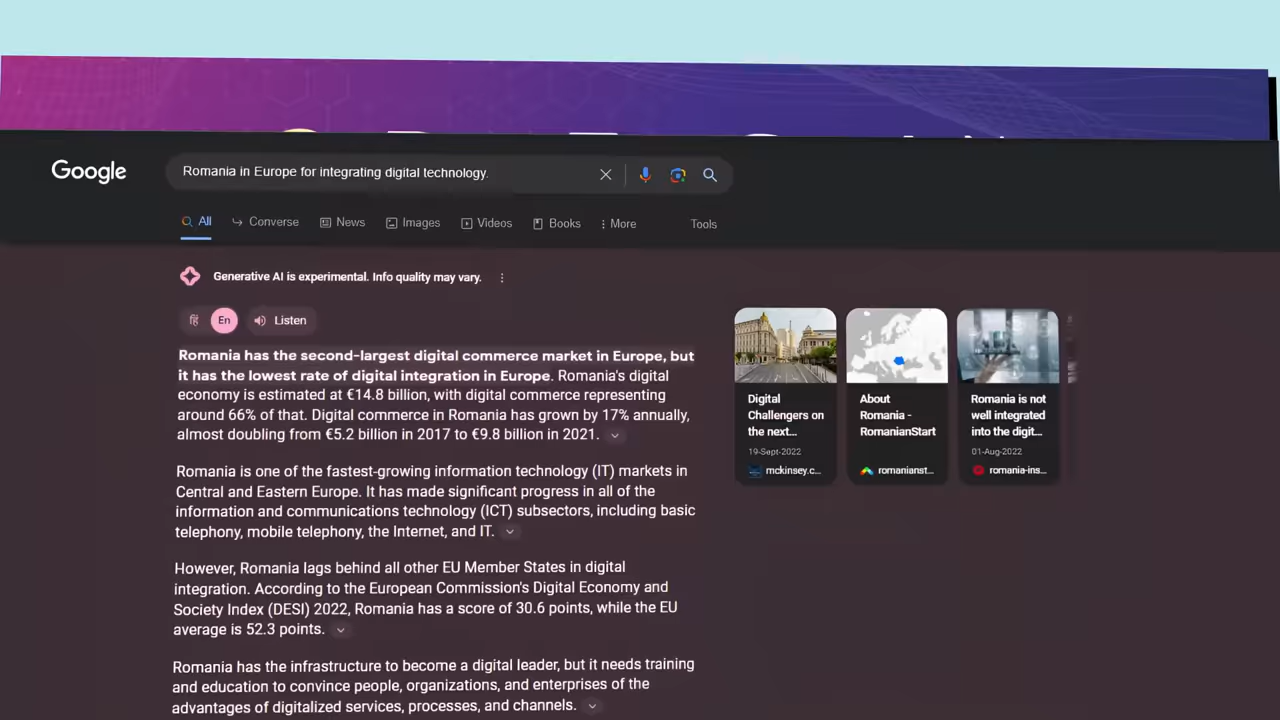 Google
Romania in Europe for integrating digital technology.
All
Converse
News
Images
Videos
Books
More
Tools
Generative AI is experimental. Info quality may vary.
हि
En
Listen
Romania has the second-largest digital commerce market in Europe, but
it has the lowest rate of digital integration in Europe. Romania's digital
economy is estimated at €14.8 billion, with digital commerce representing
around 66% of that. Digital commerce in Romania has grown by 17% annually,
almost doubling from €5.2 billion in 2017 to €9.8 billion in 2021.
Romania is one of the fastest-growing information technology (IT) markets in
Central and Eastern Europe. It has made significant progress in all of the
information and communications technology (ICT) subsectors, including basic
telephony, mobile telephony, the Internet, and IT.
However, Romania lags behind all other EU Member States in digital
integration. According to the European Commission's Digital Economy and
Society Index (DESI) 2022, Romania has a score of 30.6 points, while the EU
average is 52.3 points.
Romania has the infrastructure to become a digital leader, but it needs training
and education to convince people, organizations, and enterprises of the
advantages of digitalized services, processes, and channels.
Digital
Challengers on
the next...
19-Sept-2022
mckinsey.c...
About
Romania -
RomanianStart
romanianst...
Romania is not
well integrated
into the digit...
01-Aug-2022
romania-ins...